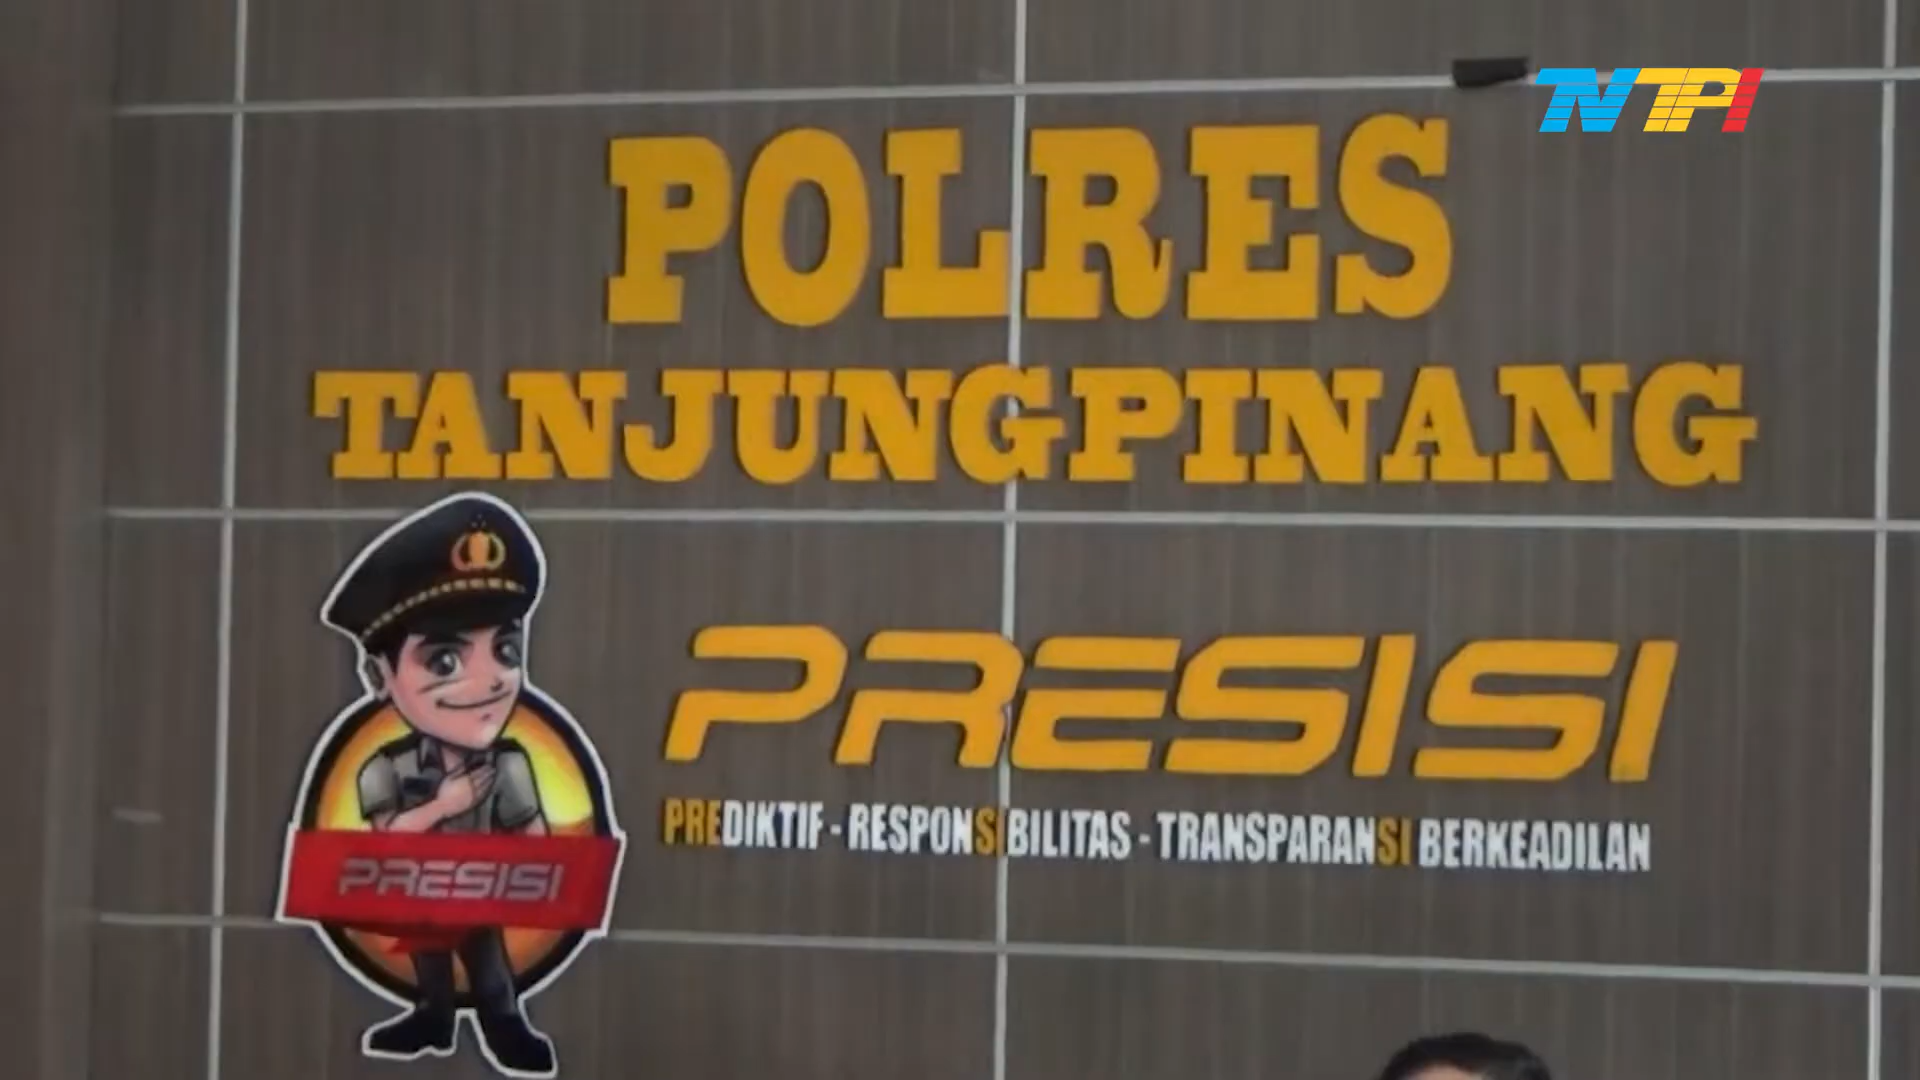 NTPI
POLRES
TANJUNGPINANG
PRESISI
PREDIKTIF - RESPONSIBILITAS - TRANSPARANSI BERKEADILAN
PRESISI